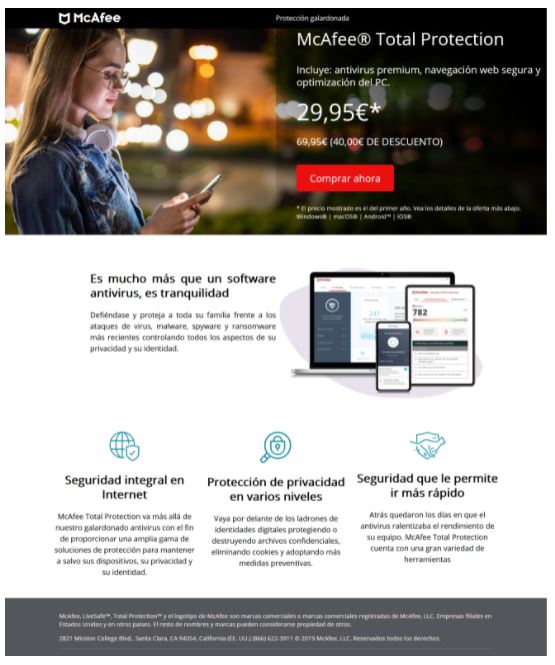 McAfee
Protección galardonada
McAfee® Total Protection
Incluye: antivirus premium, navegación web segura y
optimización del PC.
29,95€*
69,95€ (40,00€ DE DESCUENTO)
Comprar ahora
* El precio mostrado es el del primer año. Vea los detalles de la oferta más abajo.
Windows® | macOS® | Android™ | iOS®
Es mucho más que un software
antivirus, es tranquilidad
Defiéndase y proteja a toda su familia frente a los
ataques de virus, malware, spyware y ransomware
más recientes controlando todos los aspectos de su
privacidad y su identidad.
247
782
Seguridad integral en
Internet
McAfee Total Protection va más allá de
nuestro galardonado antivirus con el fin
de proporcionar una amplia gama de
soluciones de protección para mantener
a salvo sus dispositivos, su privacidad y
su identidad.
Protección de privacidad
en varios niveles
Vaya por delante de los ladrones de
identidades digitales protegiendo o
destruyendo archivos confidenciales,
eliminando cookies y adoptando más
medidas preventivas.
Seguridad que le permite
ir más rápido
Atrás quedaron los días en que el
antivirus ralentizaba el rendimiento de
su equipo. McAfee Total Protection
cuenta con una gran variedad de
herramientas
McAfee, LiveSafe™, Total Protection™ y el logotipo de McAfee son marcas comerciales o marcas comerciales registradas de McAfee, LLC. Empresas filiales en
Estados Unidos y en otros países. El resto de nombres y marcas pueden considerarse propiedad de otros.
2821 Mission College Blvd., Santa Clara, CA 94054, California (EE. UU.) (866) 622-3911 © 2019 McAfee, LLC. Reservados todos los derechos.